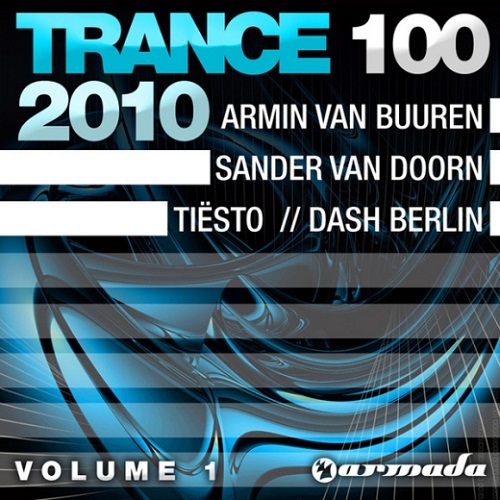 TRANCE 100
2010 ARMIN VAN BUUREN
SANDER VAN DOORN
TIËSTO // DASH BERLIN
VOLUME 1 armada